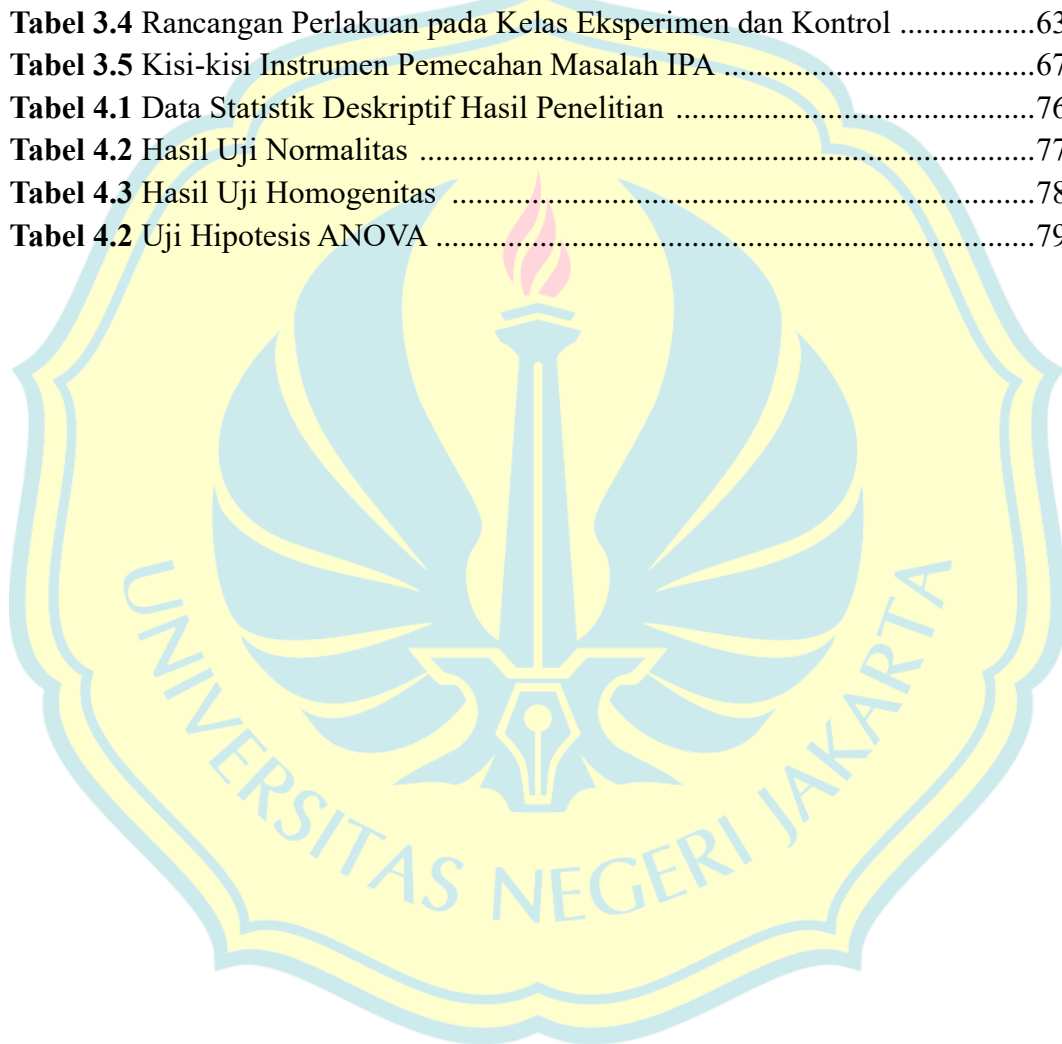 Tabel 3.4 Rancangan Perlakuan pada Kelas Eksperimen dan Kontrol .................63
Tabel 3.5 Kisi-kisi Instrumen Pemecahan Masalah IPA .......................................67
Tabel 4.1 Data Statistik Deskriptif Hasil Penelitian .............................................76
Tabel 4.2 Hasil Uji Normalitas .............................................................................77
Tabel 4.3 Hasil Uji Homogenitas .........................................................................78
Tabel 4.2 Uji Hipotesis ANOVA ...........................................................................79
UNIVERSITAS NEGERI JAKARTA